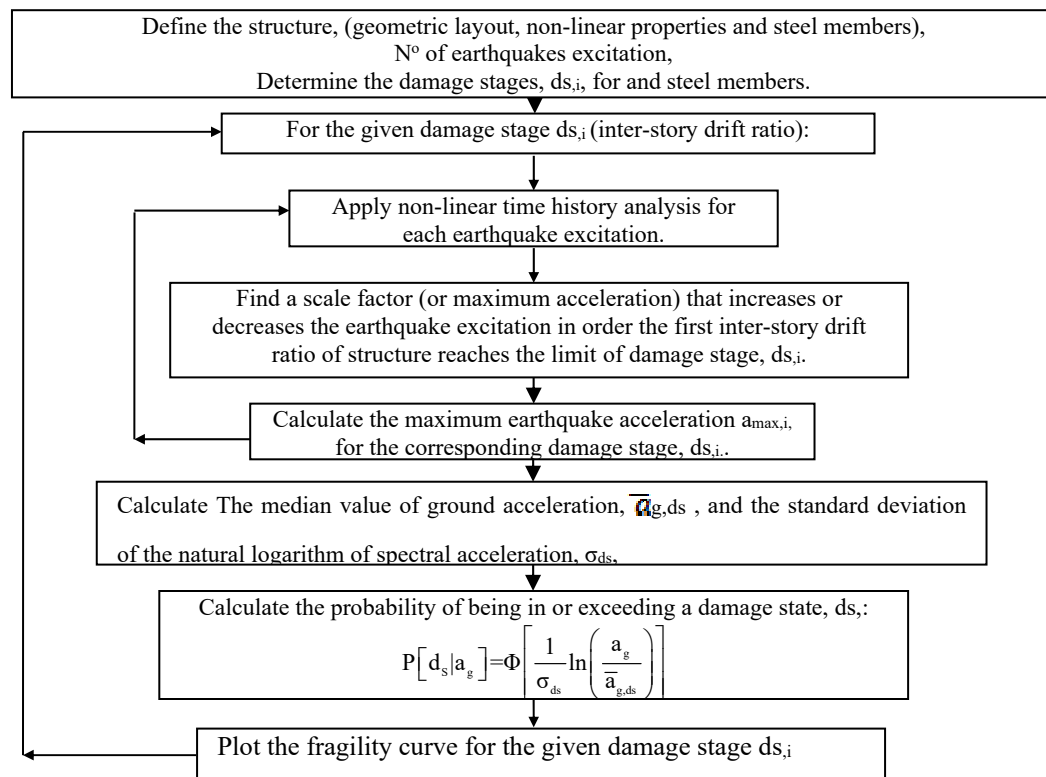 Define the structure, (geometric layout, non-linear properties and steel members),
Nº of earthquakes excitation,
Determine the damage stages, ds,i, for and steel members.
For the given damage stage ds,i (inter-story drift ratio):
Apply non-linear time history analysis for
each earthquake excitation.
Find a scale factor (or maximum acceleration) that increases or
decreases the earthquake excitation in order the first inter-story drift
ratio of structure reaches the limit of damage stage, ds,i.
Calculate the maximum earthquake acceleration amax,i,
for the corresponding damage stage, ds,i..
Calculate The median value of ground acceleration, a̅g,ds , and the standard deviation
of the natural logarithm of spectral acceleration, σds,
Calculate the probability of being in or exceeding a damage state, ds,:
P[d_s|a_g]=Φ[1/σ_ds ln(a_g/a̅_g,ds)]
Plot the fragility curve for the given damage stage ds,i